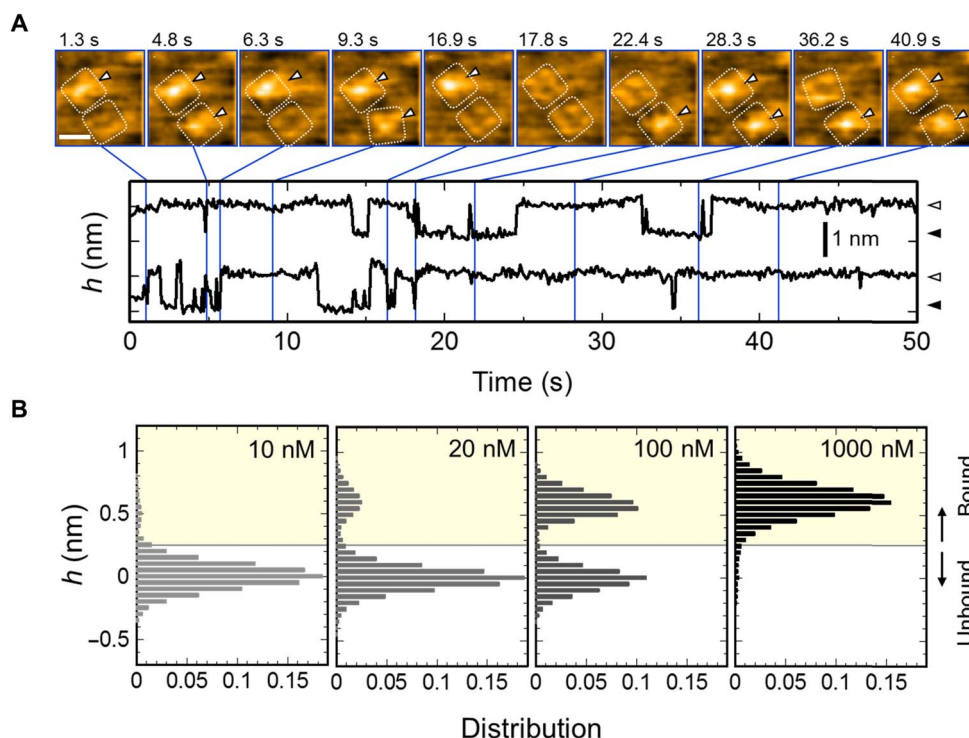 A
1.3 s 4.8 s 6.3 s 9.3 s 16.9 s 17.8 s 22.4 s 28.3 s 36.2 s 40.9 s
h (nm)
1 nm
0 10 20 30 40 50
Time (s)
B
10 nM 20 nM 100 nM 1000 nM
h (nm)
1
0.5
0
−0.5
Bound
Unbound
0 0.05 0.1 0.15 0 0.05 0.1 0.15 0 0.05 0.1 0.15 0 0.05 0.1 0.15
Distribution